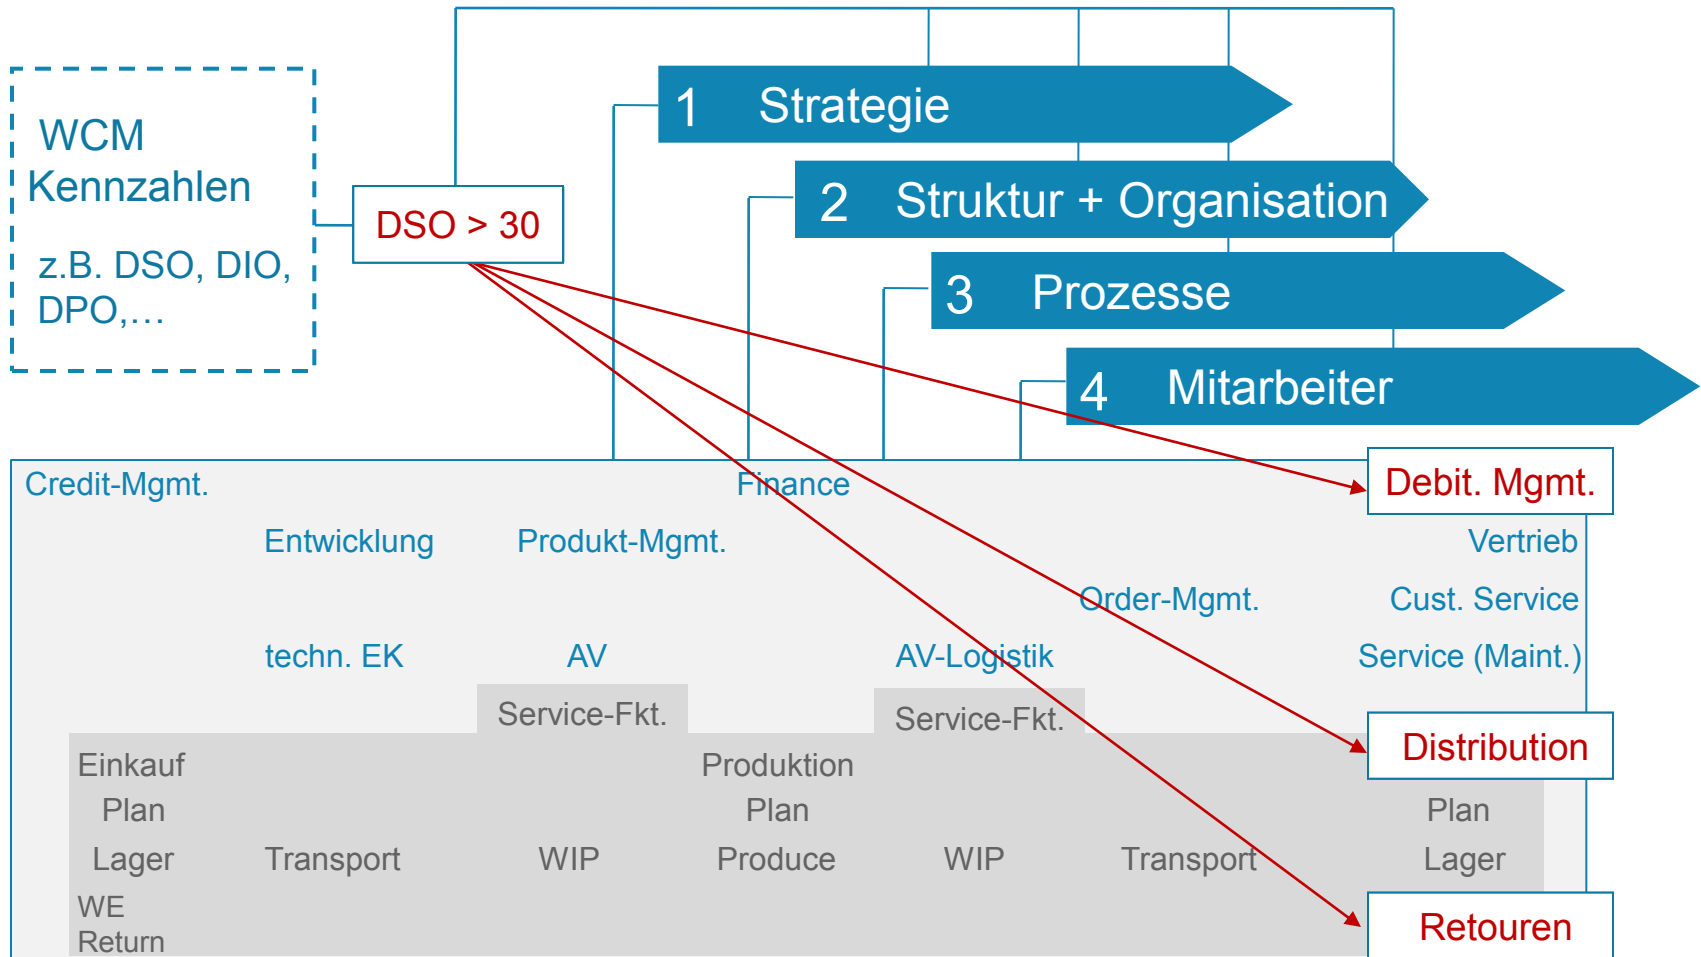 WCM
Kennzahlen
z.B. DSO, DIO,
DPO,…
DSO > 30
1 Strategie
2 Struktur + Organisation
3 Prozesse
4 Mitarbeiter
Credit-Mgmt. Finance Debit. Mgmt.
Entwicklung Produkt-Mgmt. Vertrieb
Order-Mgmt. Cust. Service
techn. EK AV AV-Logistik Service (Maint.)
Service-Fkt. Service-Fkt.
Einkauf Produktion Distribution
Plan Plan Plan
Lager Transport WIP Produce WIP Transport Lager
WE
Return Retouren